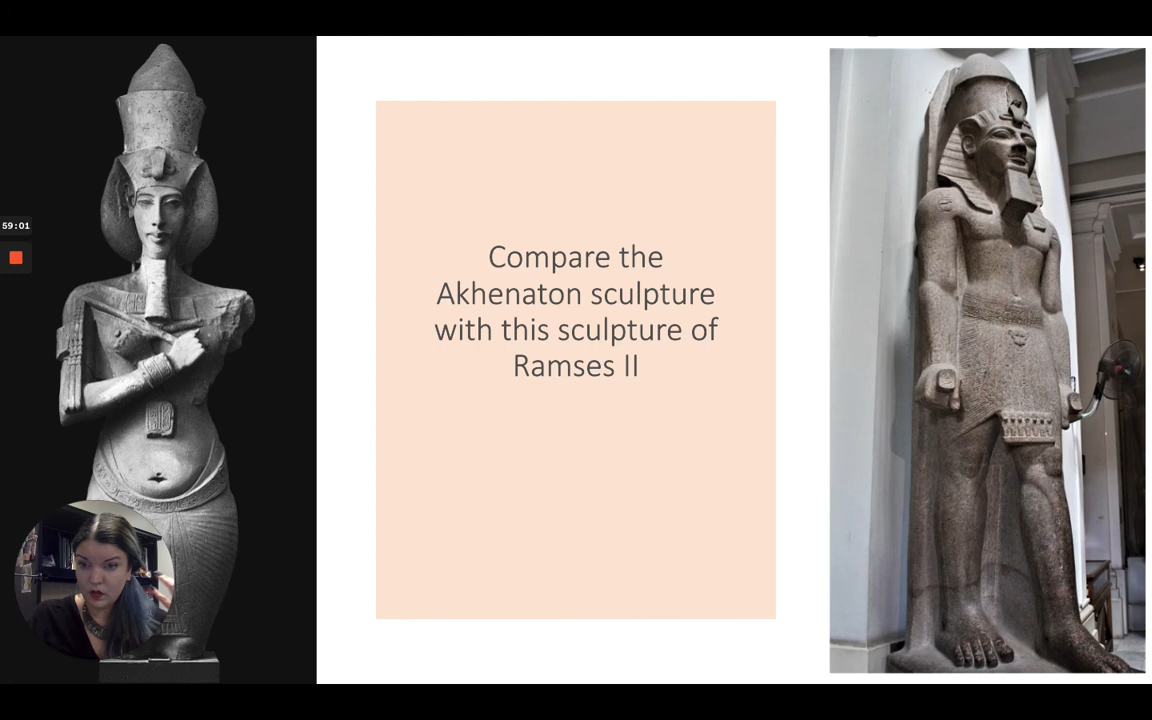 59:01
Compare the
Akhenaton sculpture
with this sculpture of
Ramses II